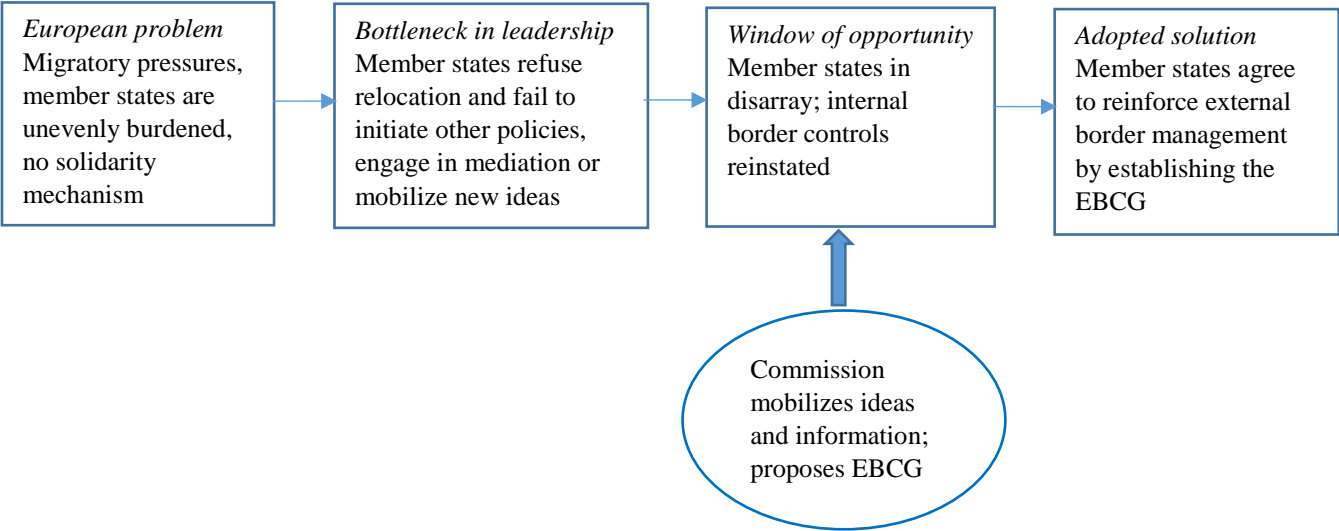 European problem
Migratory pressures,
member states are
unevenly burdened,
no solidarity
mechanism
Bottleneck in leadership
Member states refuse
relocation and fail to
initiate other policies,
engage in mediation or
mobilize new ideas
Window of opportunity
Member states in
disarray; internal
border controls
reinstated
Adopted solution
Member states agree
to reinforce external
border management
by establishing the
EBCG
Commission
mobilizes ideas
and information;
proposes EBCG